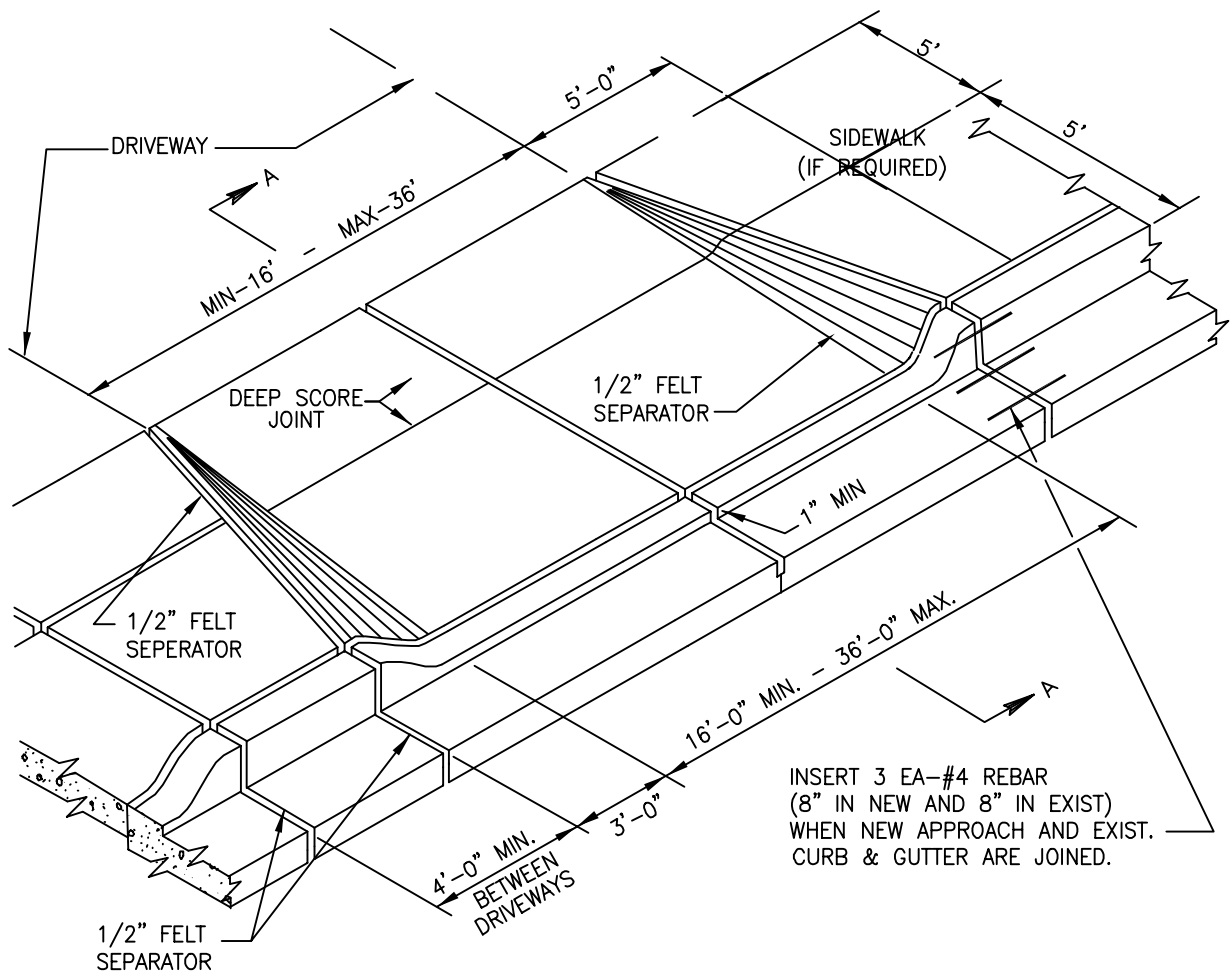 5'
5'-0"
DRIVEWAY
SIDEWALK
(IF REQUIRED)
5'
A
MIN-16' - MAX-36'
1/2" FELT
SEPARATOR
DEEP SCORE
JOINT
1" MIN
1/2" FELT
SEPERATOR
16'-0" MIN. - 36'-0" MAX.
A
3'-0"
4'-0" MIN.
BETWEEN
DRIVEWAYS
INSERT 3 EA-#4 REBAR
(8" IN NEW AND 8" IN EXIST)
WHEN NEW APPROACH AND EXIST.
CURB & GUTTER ARE JOINED.
1/2" FELT
SEPARATOR